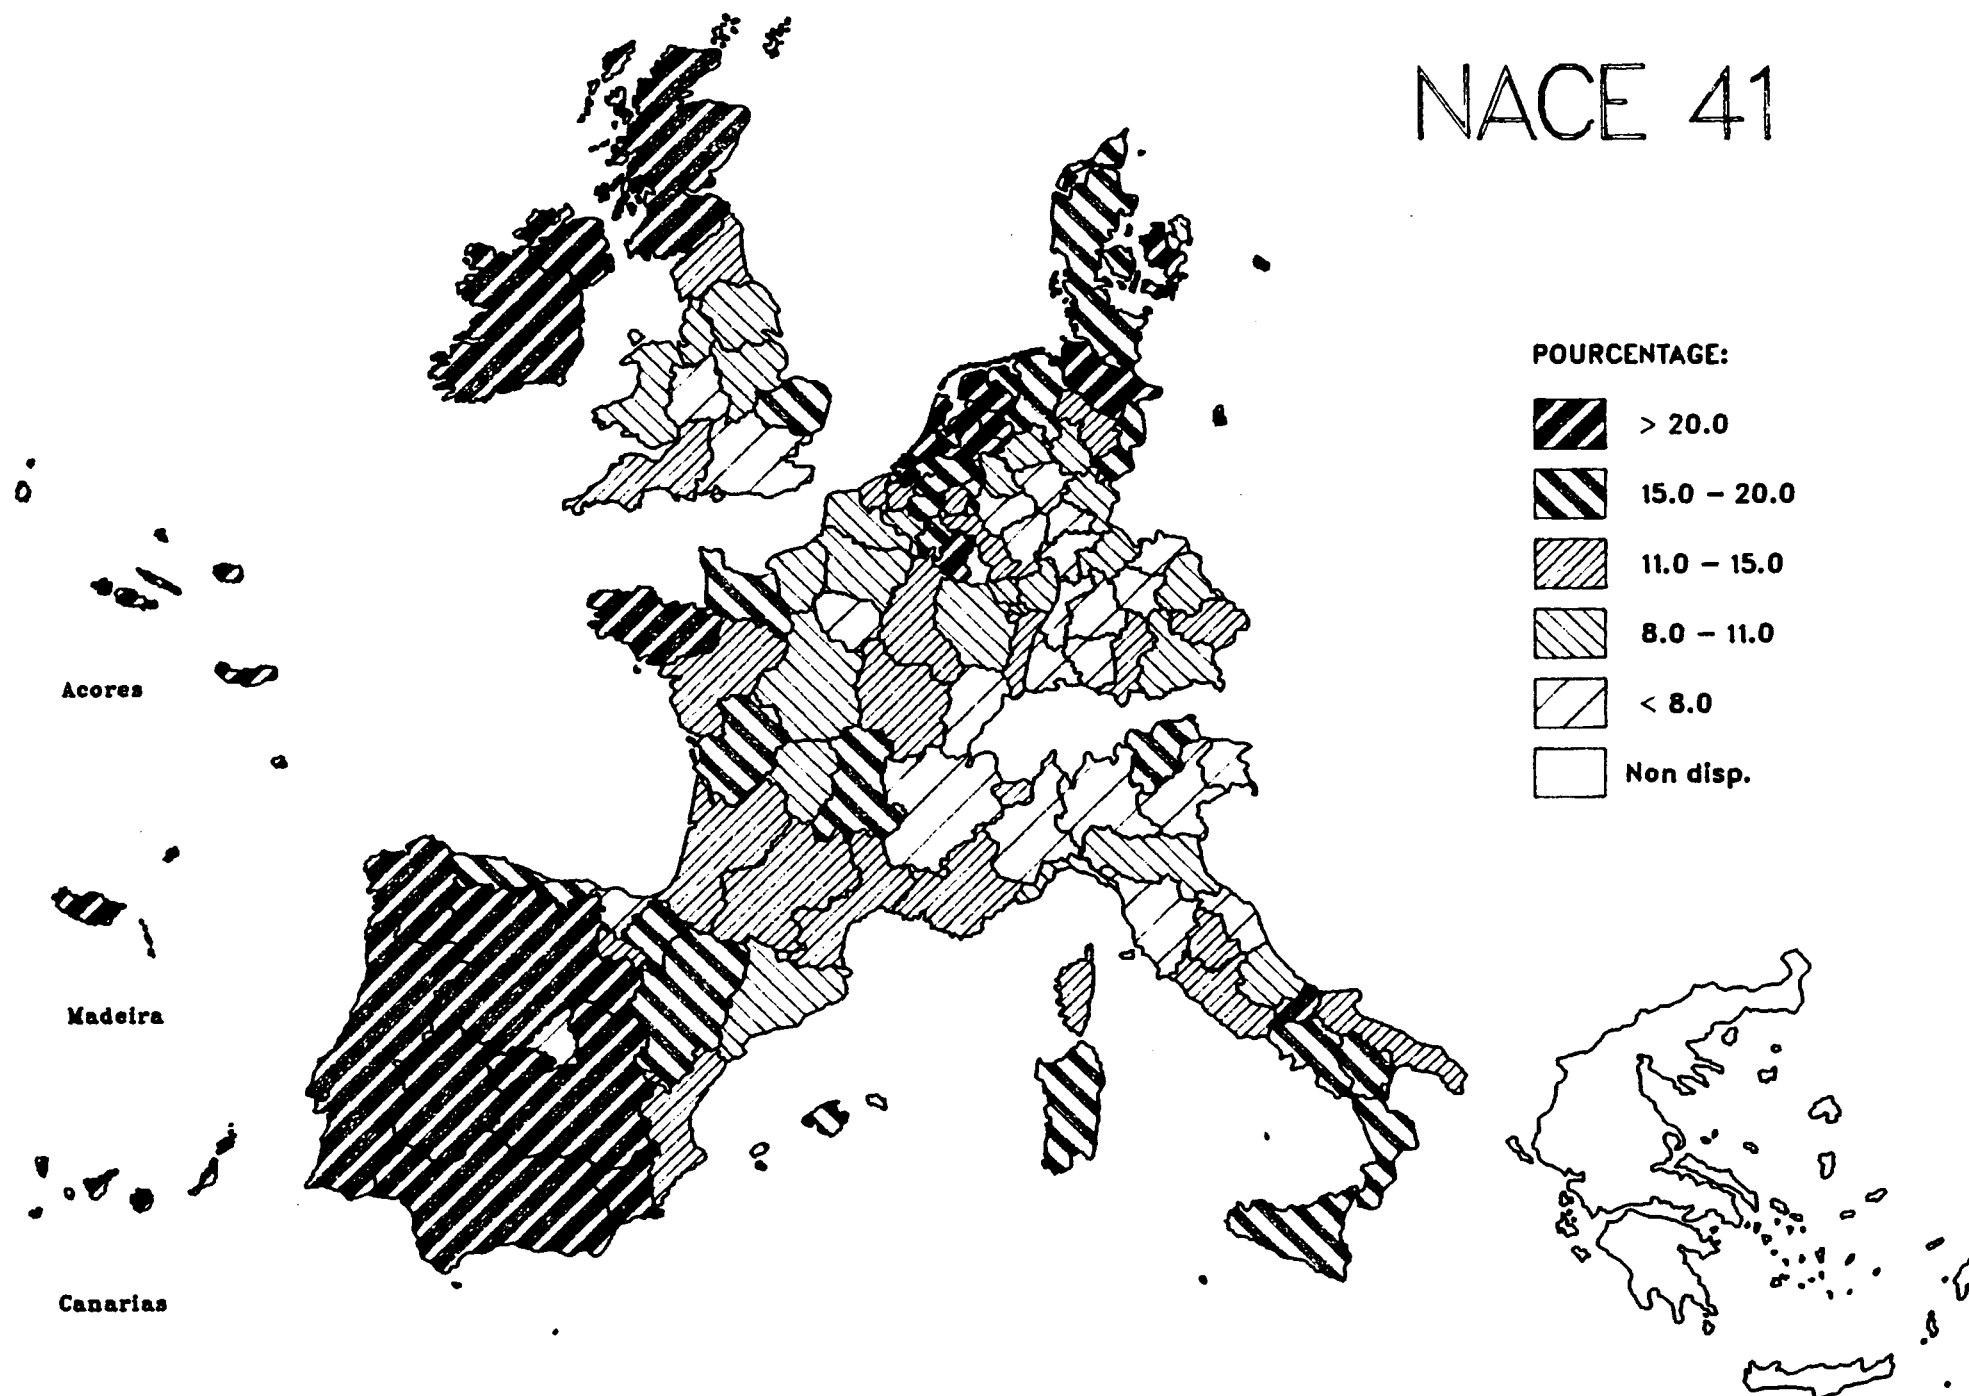 NACE 41
POURCENTAGE:
> 20.0
15.0 – 20.0
11.0 – 15.0
8.0 – 11.0
< 8.0
Non disp.
Acores
Madeira
Canarias